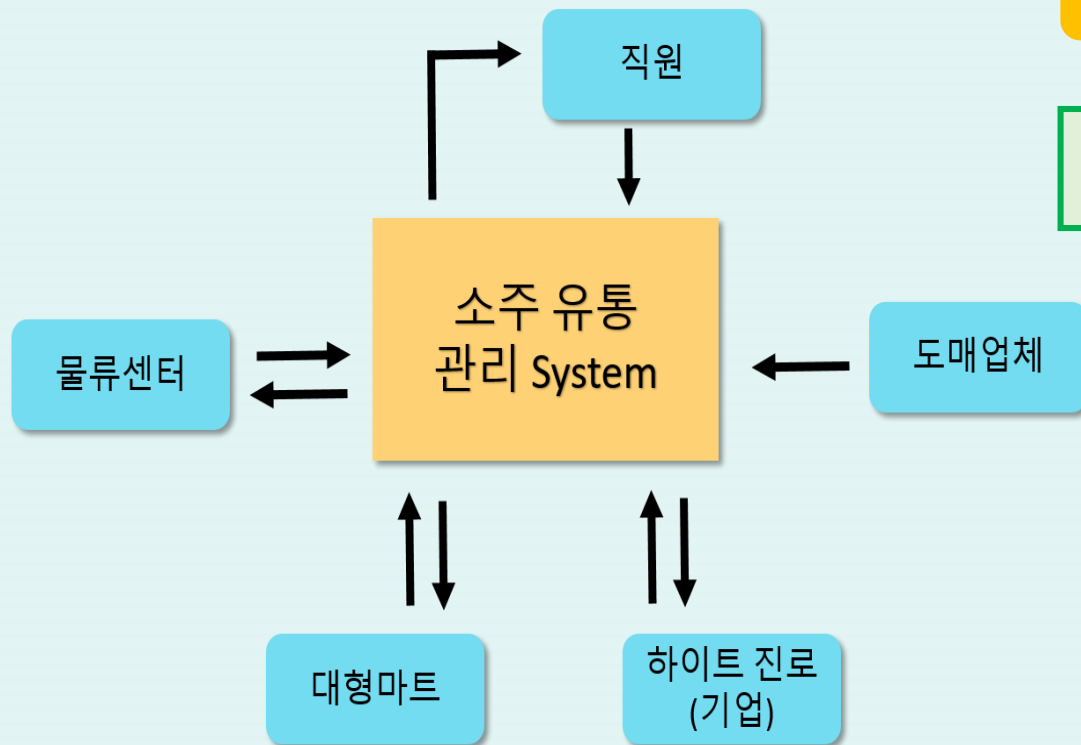 직원
소주 유통
관리 System
물류센터
도매업체
대형마트
하이트 진로
(기업)